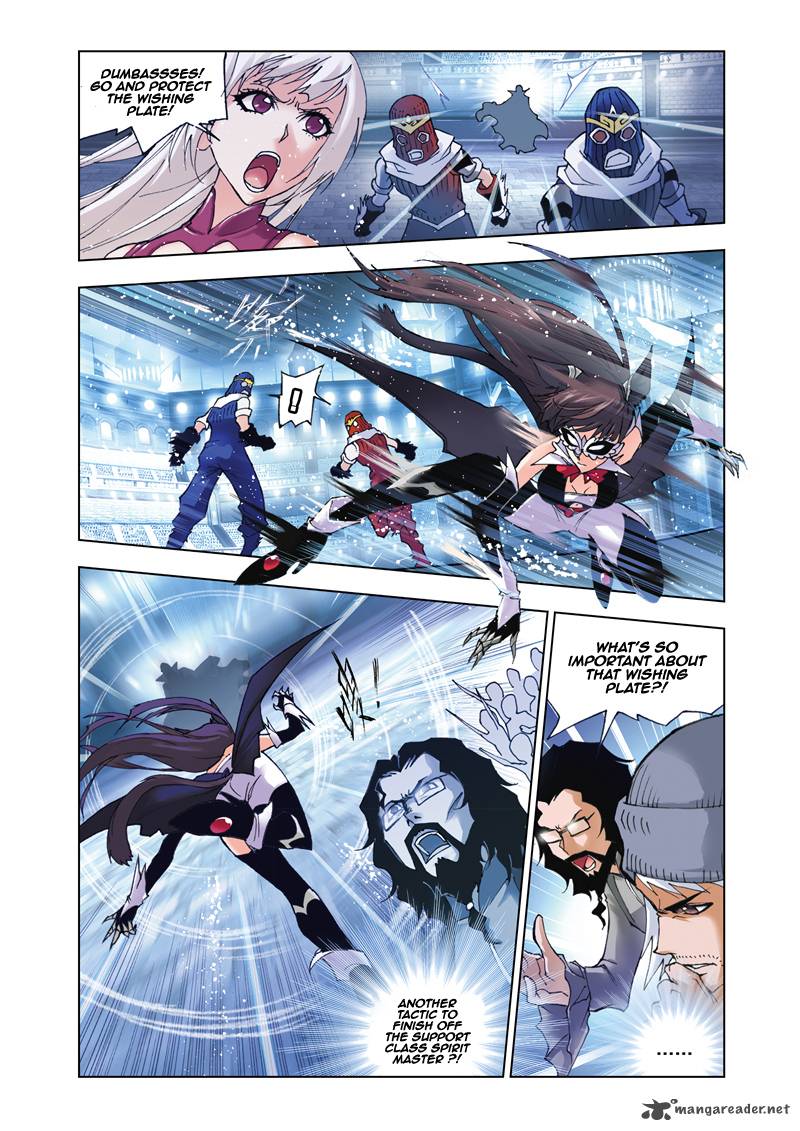 DUMBASSSES!
GO AND PROTECT
THE WISHING
PLATE!
!
WHAT'S SO
IMPORTANT ABOUT
THAT WISHING
PLATE?!
ANOTHER
TACTIC TO
FINISH OFF
THE SUPPORT
CLASS SPIRIT
MASTER ?!
......
mangareader.net